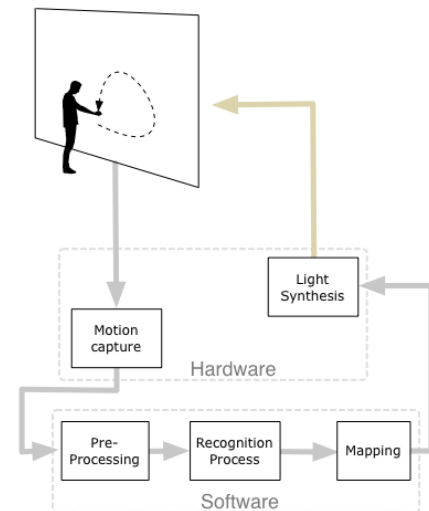 Light
Synthesis
Motion
capture
Hardware
Pre-
Processing
Recognition
Process
Mapping
Software